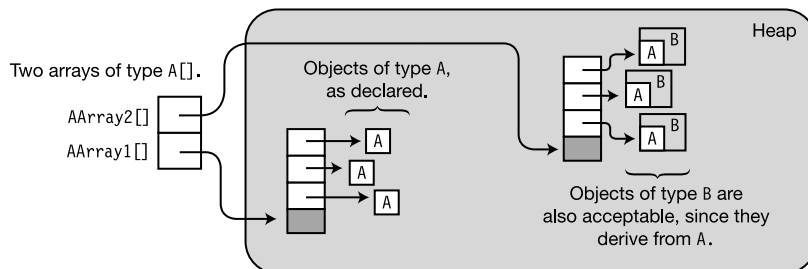 Heap
Two arrays of type A[].
AArray2[]
AArray1[]
Objects of type A,
as declared.
A
A
A
A B
A B
A B
Objects of type B are
also acceptable, since they
derive from A.